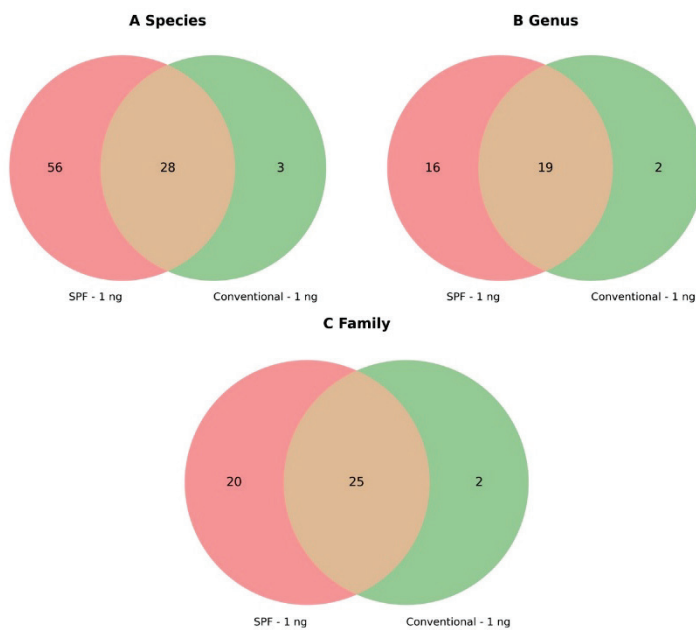 A Species
56
28
3
SPF - 1 ng
Conventional - 1 ng
B Genus
16
19
2
SPF - 1 ng
Conventional - 1 ng
C Family
20
25
2
SPF - 1 ng
Conventional - 1 ng